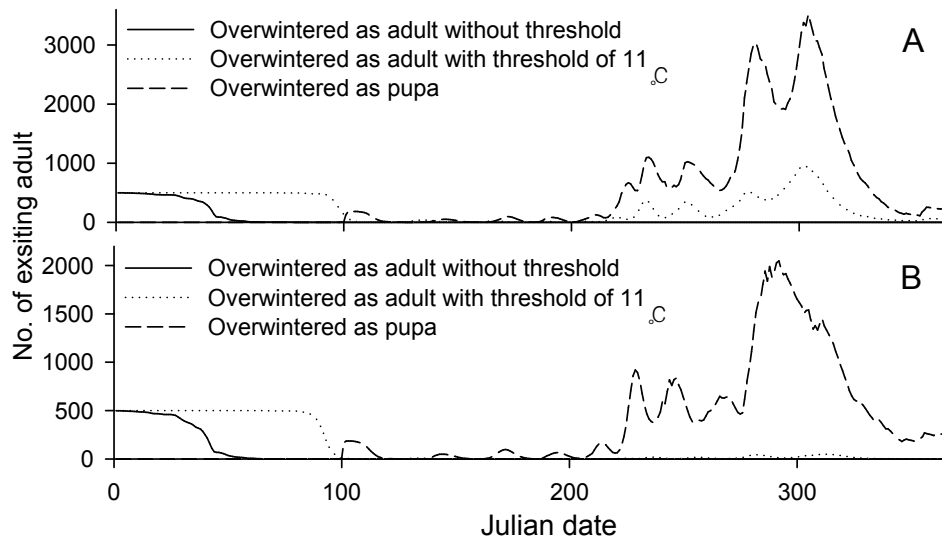 3000
2000
1000
0
Overwintered as adult without threshold
Overwintered as adult with threshold of 11 °C
Overwintered as pupa
A
No. of exsiting adult
2000
1500
1000
500
0
Overwintered as adult without threshold
Overwintered as adult with threshold of 11 °C
Overwintered as pupa
B
0 100 200 300
Julian date